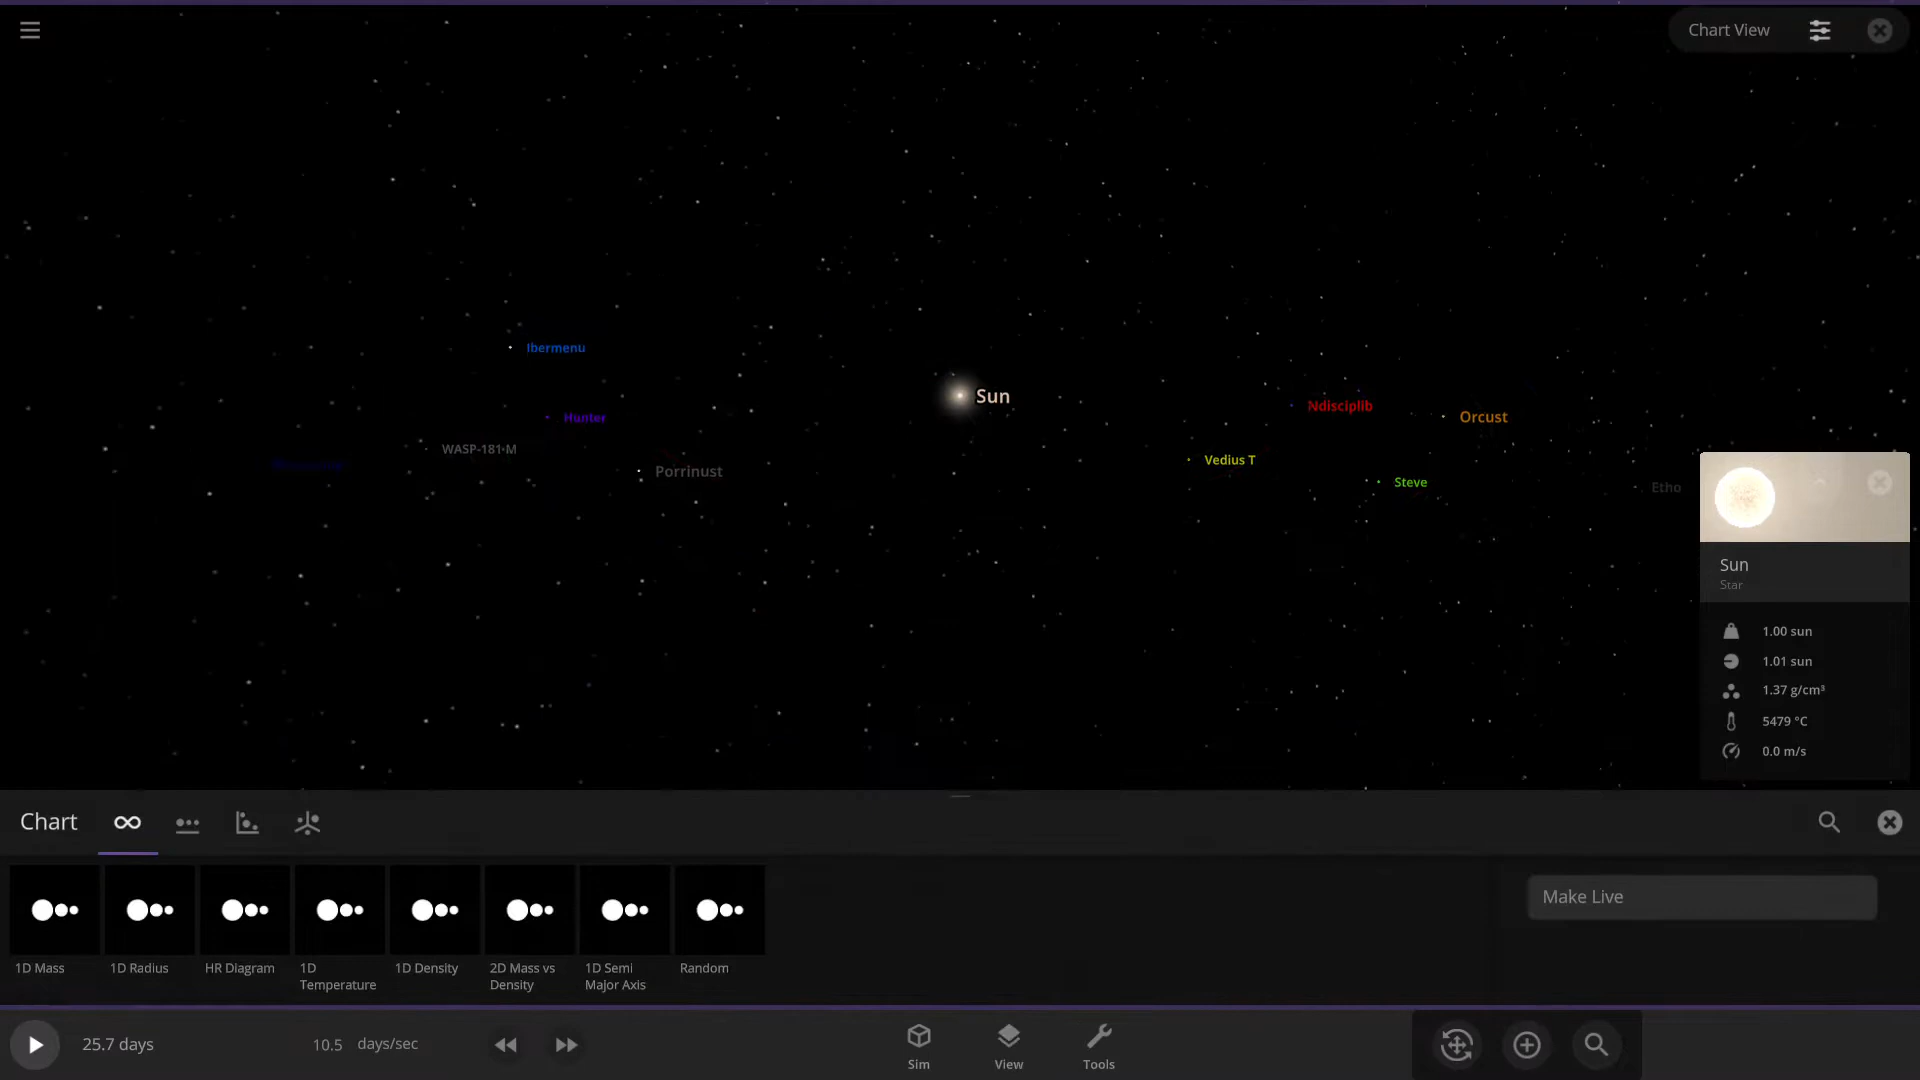 Chart View
Ibermenu
Sun
Hunter
Ndisciplib
Orcust
WASP-181-M
Vedius T
Porrinust
Steve
Etho
Sun
Star
1.00 sun
1.01 sun
1.37 g/cm³
5479 °C
0.0 m/s
Chart
Make Live
1D Mass
1D Radius
HR Diagram
1D
Temperature
1D Density
2D Mass vs
Density
1D Semi
Major Axis
Random
25.7 days
10.5 days/sec
Sim
View
Tools